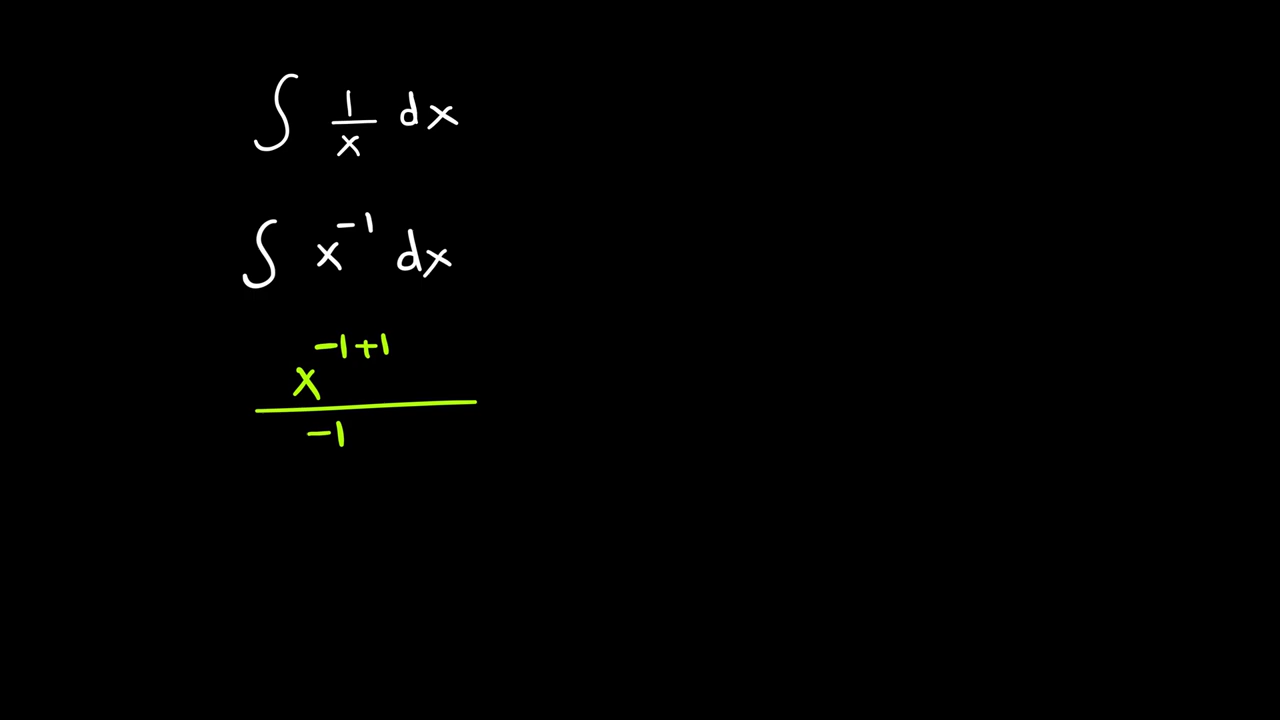 ∫ 1/x dx
∫ x⁻¹ dx
x⁻¹⁺¹
-1